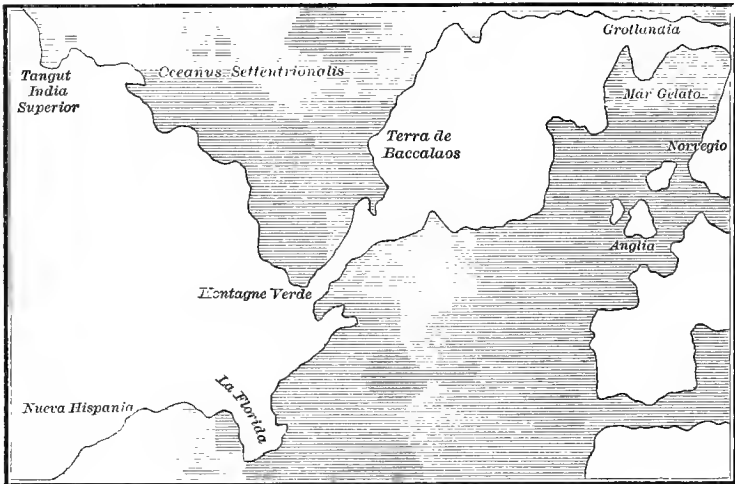 Grotlandia
Tangut
India
Superior
Oceanus Settentrionalis
Mar Gelato
Terra de
Baccalaos
Norvegio
Anglia
Montagne Verde
La Florida
Nueva Hispania